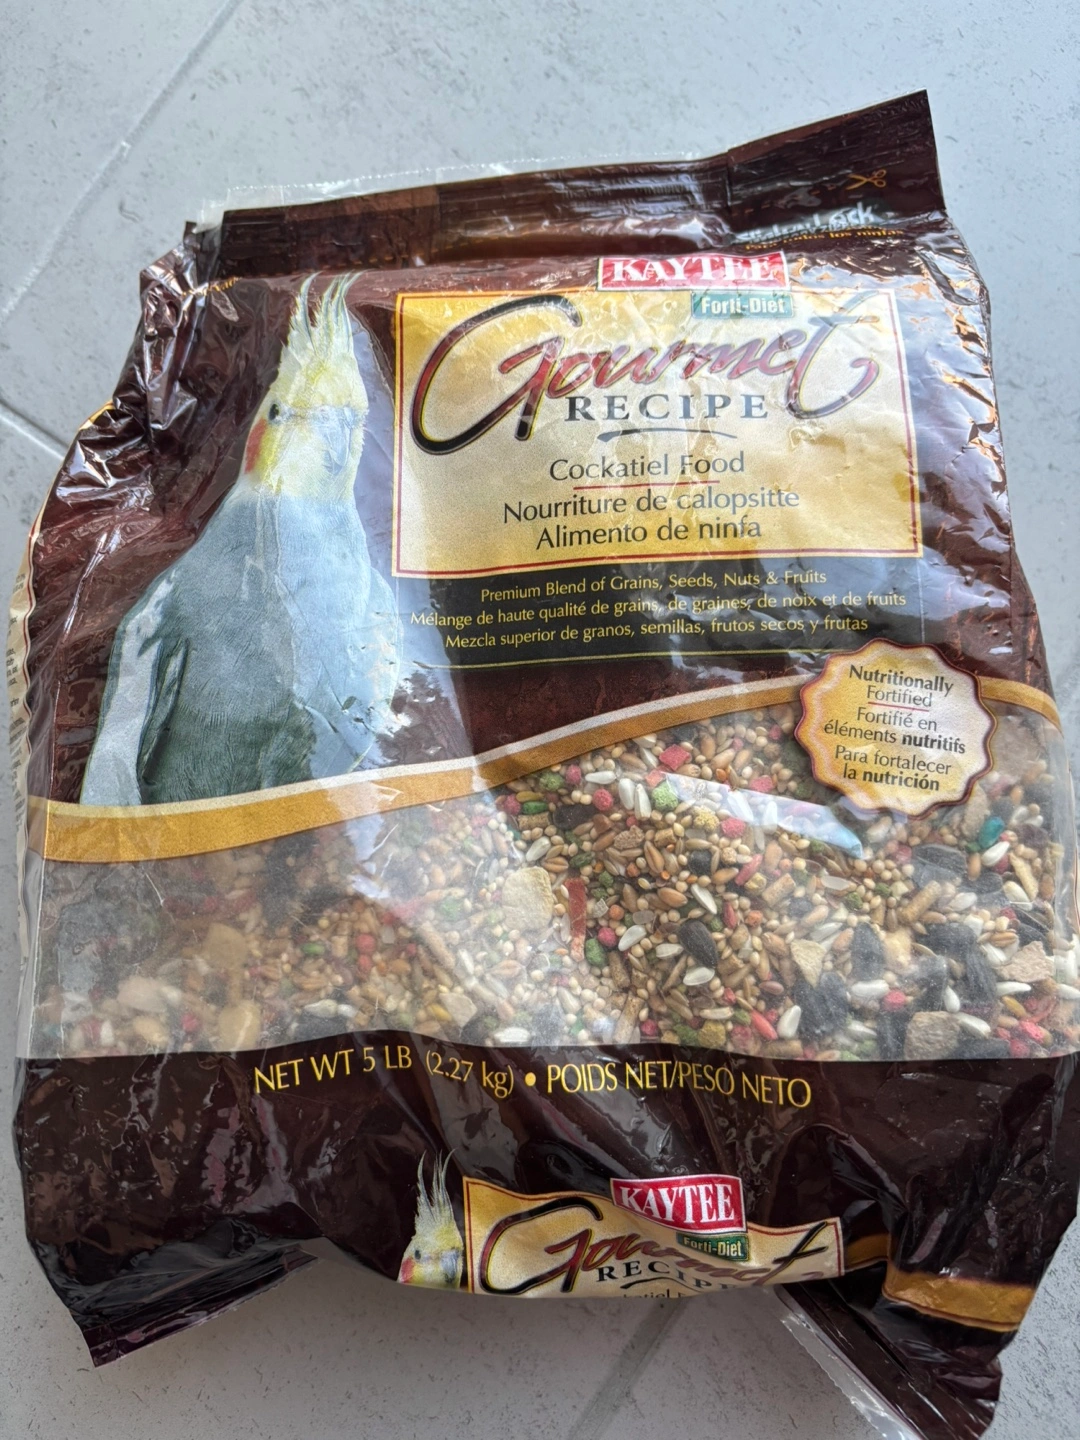 KAYTEE
Forti-Diet
Gourmet
RECIPE
Cockatiel Food
Nourriture de calopsitte
Alimento de ninfa
Premium Blend of Grains, Seeds, Nuts & Fruits
Mélange de haute qualité de grains, de graines, de noix et de fruits
Mezcla superior de granos, semillas, frutos secos y frutas
Nutritionally
Fortified
Fortifié en
éléments nutritifs
Para fortalecer
la nutrición
NET WT 5 LB (2.27 kg) • POIDS NET/PESO NETO
KAYTEE
Forti-Diet
Gourmet
RECIPE